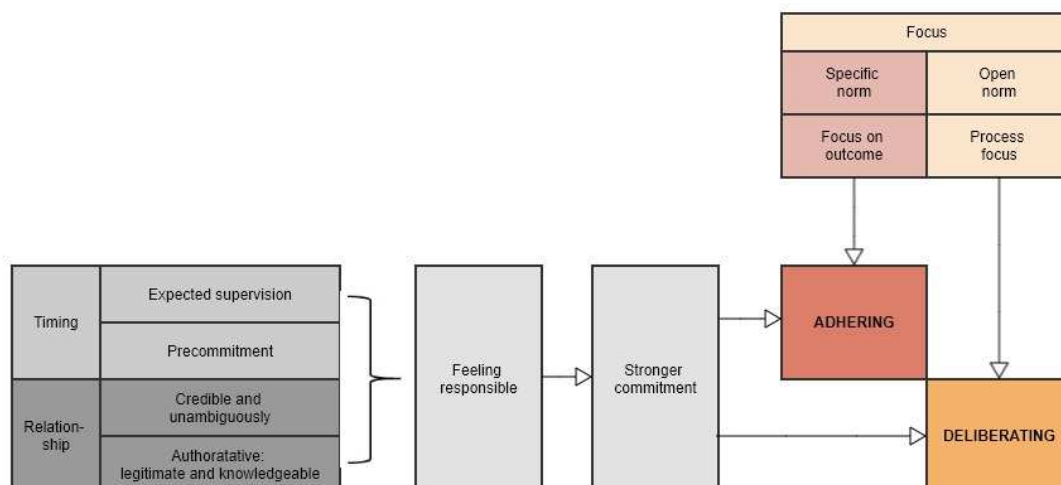 Focus
Specific
norm
Open
norm
Focus on
outcome
Process
focus
Timing
Expected supervision
Precommitment
Relation-
ship
Credible and
unambiguously
Authoratative:
legitimate and knowledgeable
Feeling
responsible
Stronger
commitment
ADHERING
DELIBERATING